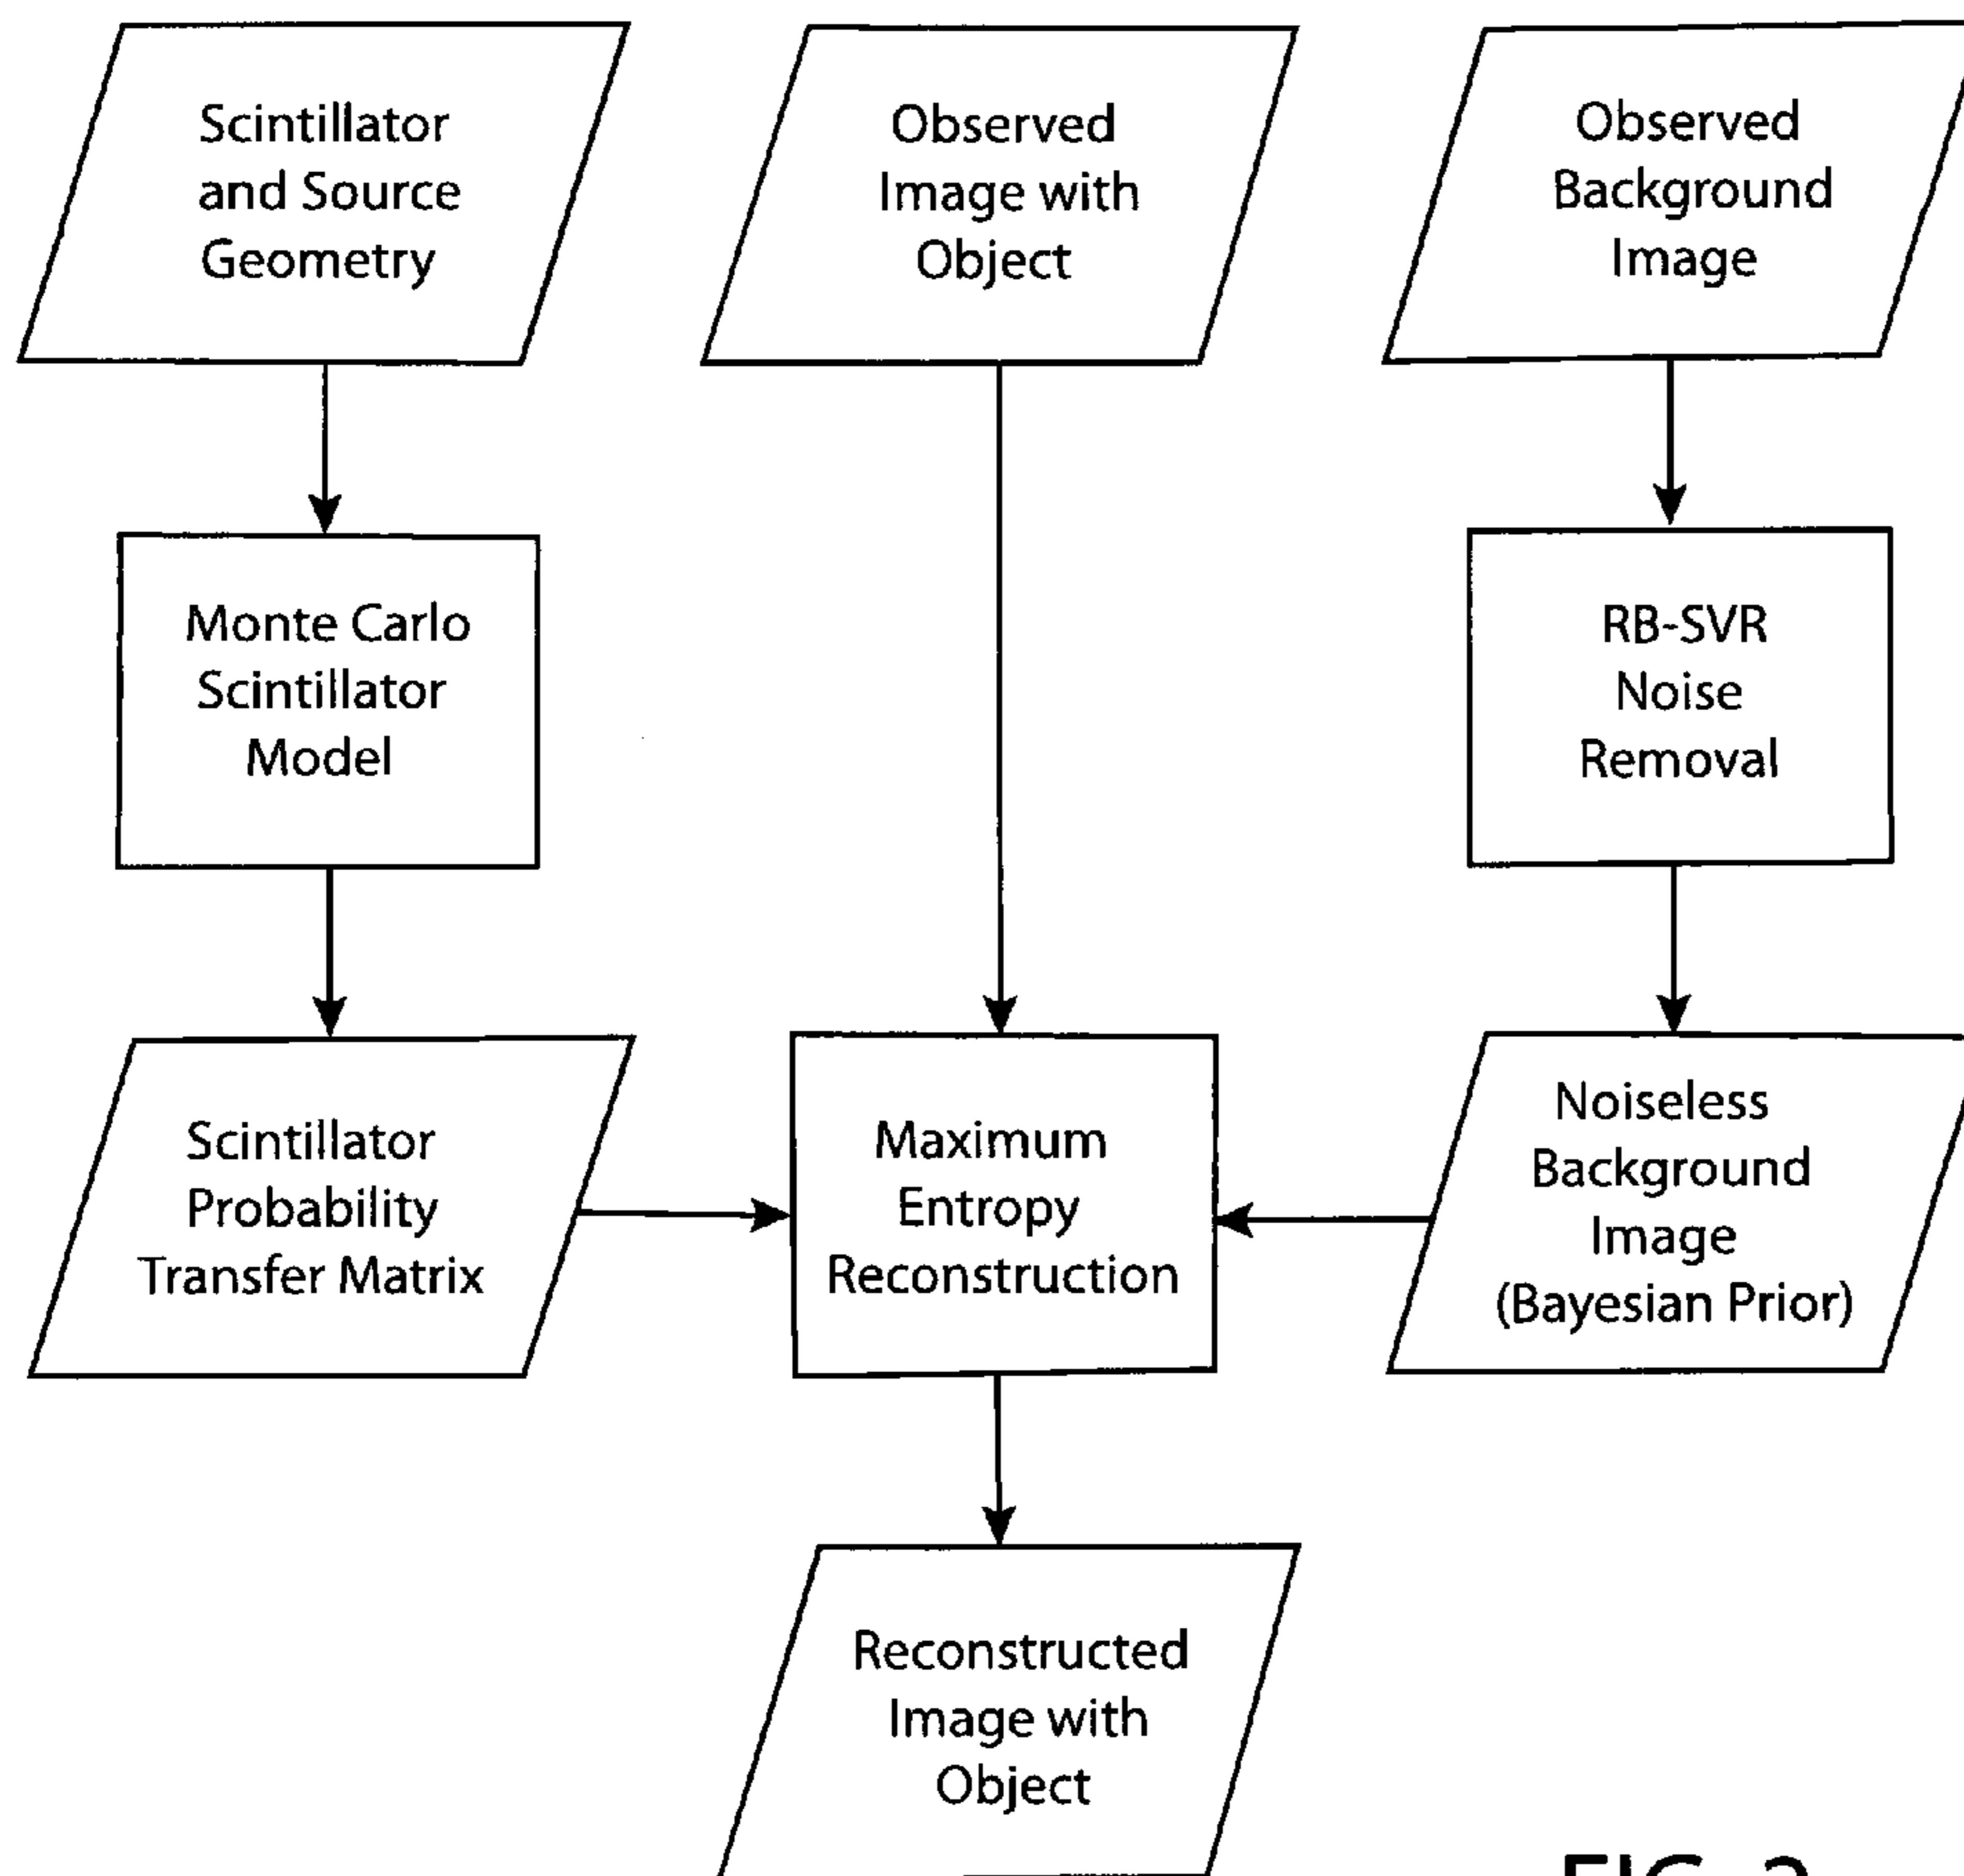 Scintillator
and Source
Geometry
Observed
Image with
Object
Observed
Background
Image
Monte Carlo
Scintillator
Model
RB-SVR
Noise
Removal
Scintillator
Probability
Transfer Matrix
Maximum
Entropy
Reconstruction
Noiseless
Background
Image
(Bayesian Prior)
Reconstructed
Image with
Object